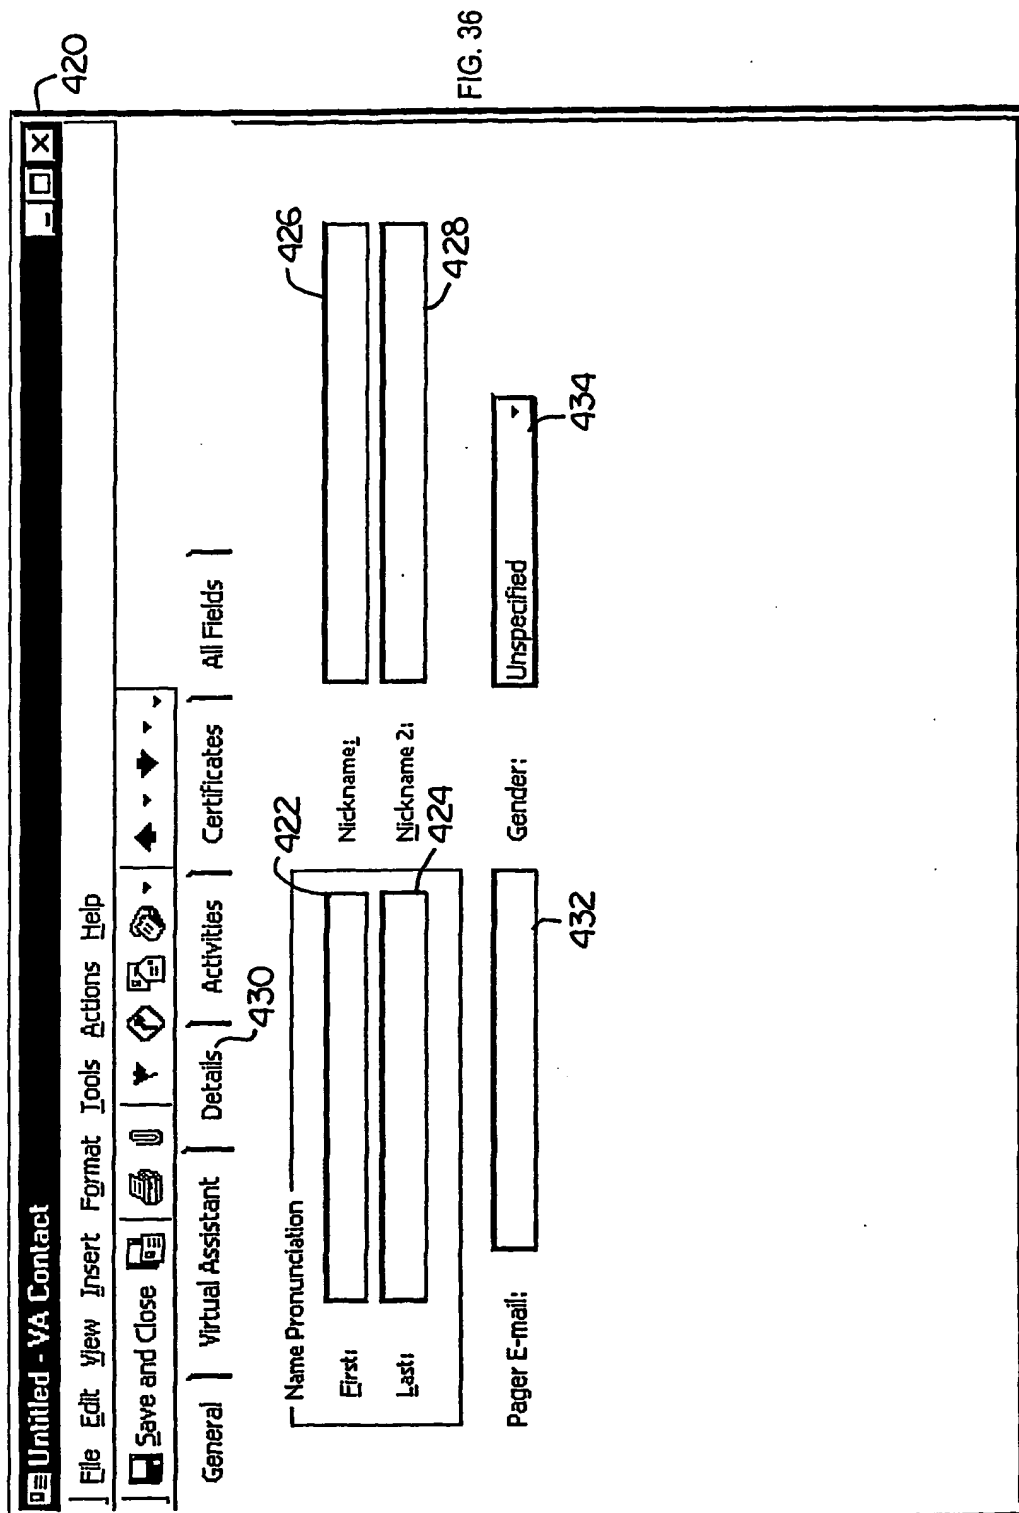 Untitled - VA Contact
420
File Edit View Insert Format Tools Actions Help
Save and Close
General Virtual Assistant Details Activities Certificates All Fields
430
Name Pronunciation
422
426
First:
Nickname:
Last:
Nickname 2:
424
428
Pager E-mail:
Gender:
Unspecified
432
434
FIG. 36